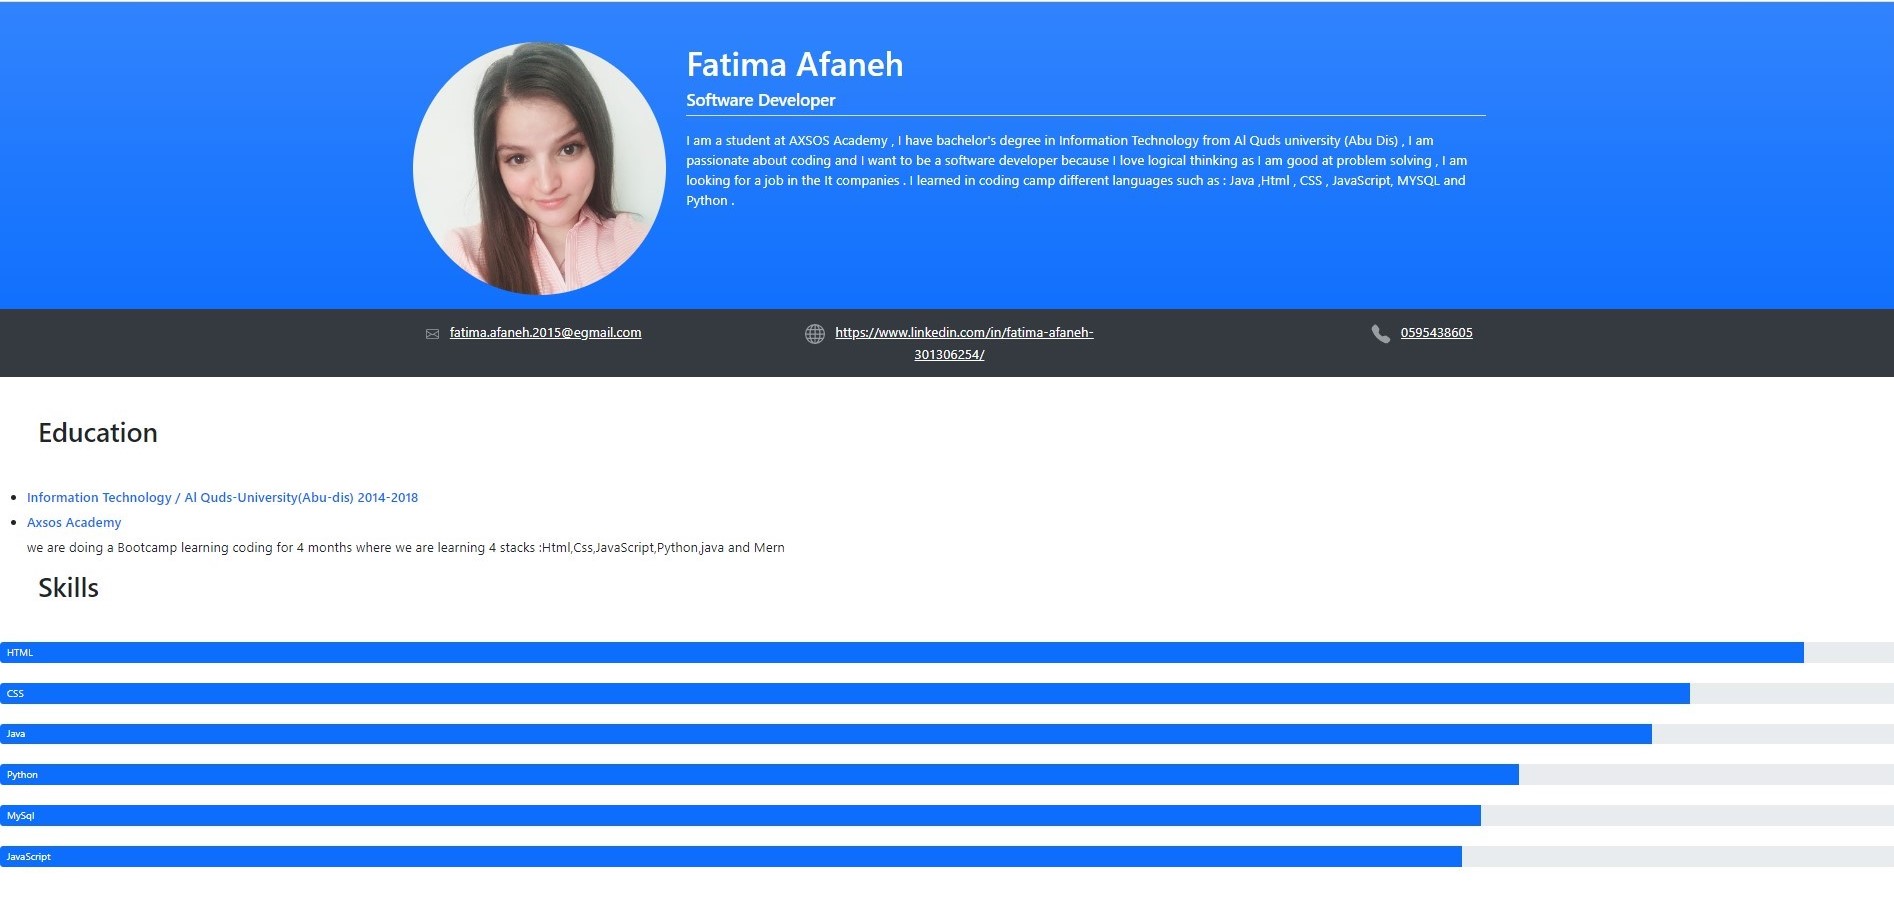 Fatima Afaneh
Software Developer
I am a student at AXSOS Academy , I have bachelor's degree in Information Technology from Al Quds university (Abu Dis) , I am
passionate about coding and I want to be a software developer because I love logical thinking as I am good at problem solving , I am
looking for a job in the It companies . I learned in coding camp different languages such as : Java ,Html , CSS , JavaScript, MYSQL and
Python .
fatima.afaneh.2015@egmail.com
https://www.linkedin.com/in/fatima-afaneh-
301306254/
0595438605
Education
Information Technology / Al Quds-University(Abu-dis) 2014-2018
Axsos Academy
we are doing a Bootcamp learning coding for 4 months where we are learning 4 stacks :Html,Css,JavaScript,Python,java and Mern
Skills
HTML
CSS
Java
Python
MySql
JavaScript